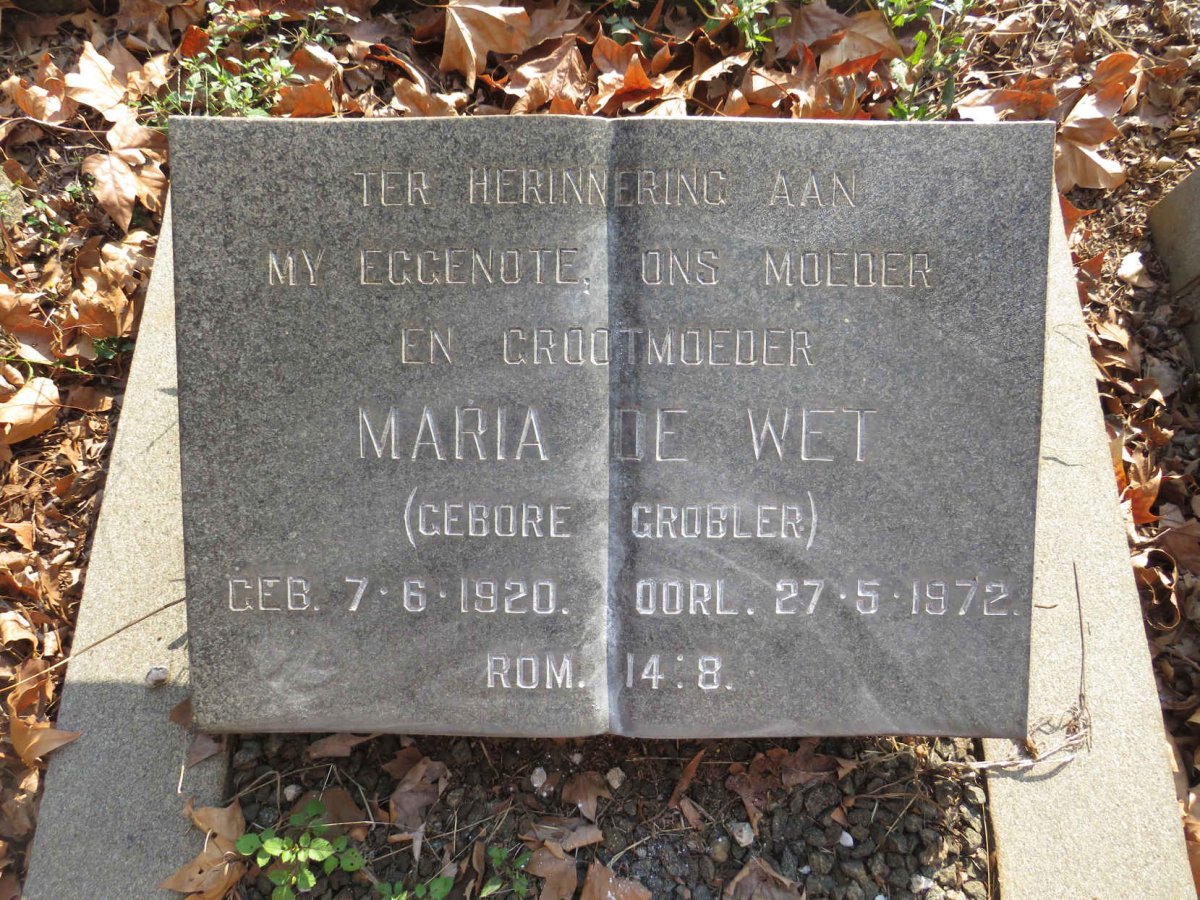 TER HERINNERING AAN
MY EGGENOTE, ONS MOEDER
EN GROOTMOEDER
MARIA DE WET
(GEBORE GROBLER)
GEB. 7·6·1920. OORL. 27·5·1972.
ROM. 14:8.